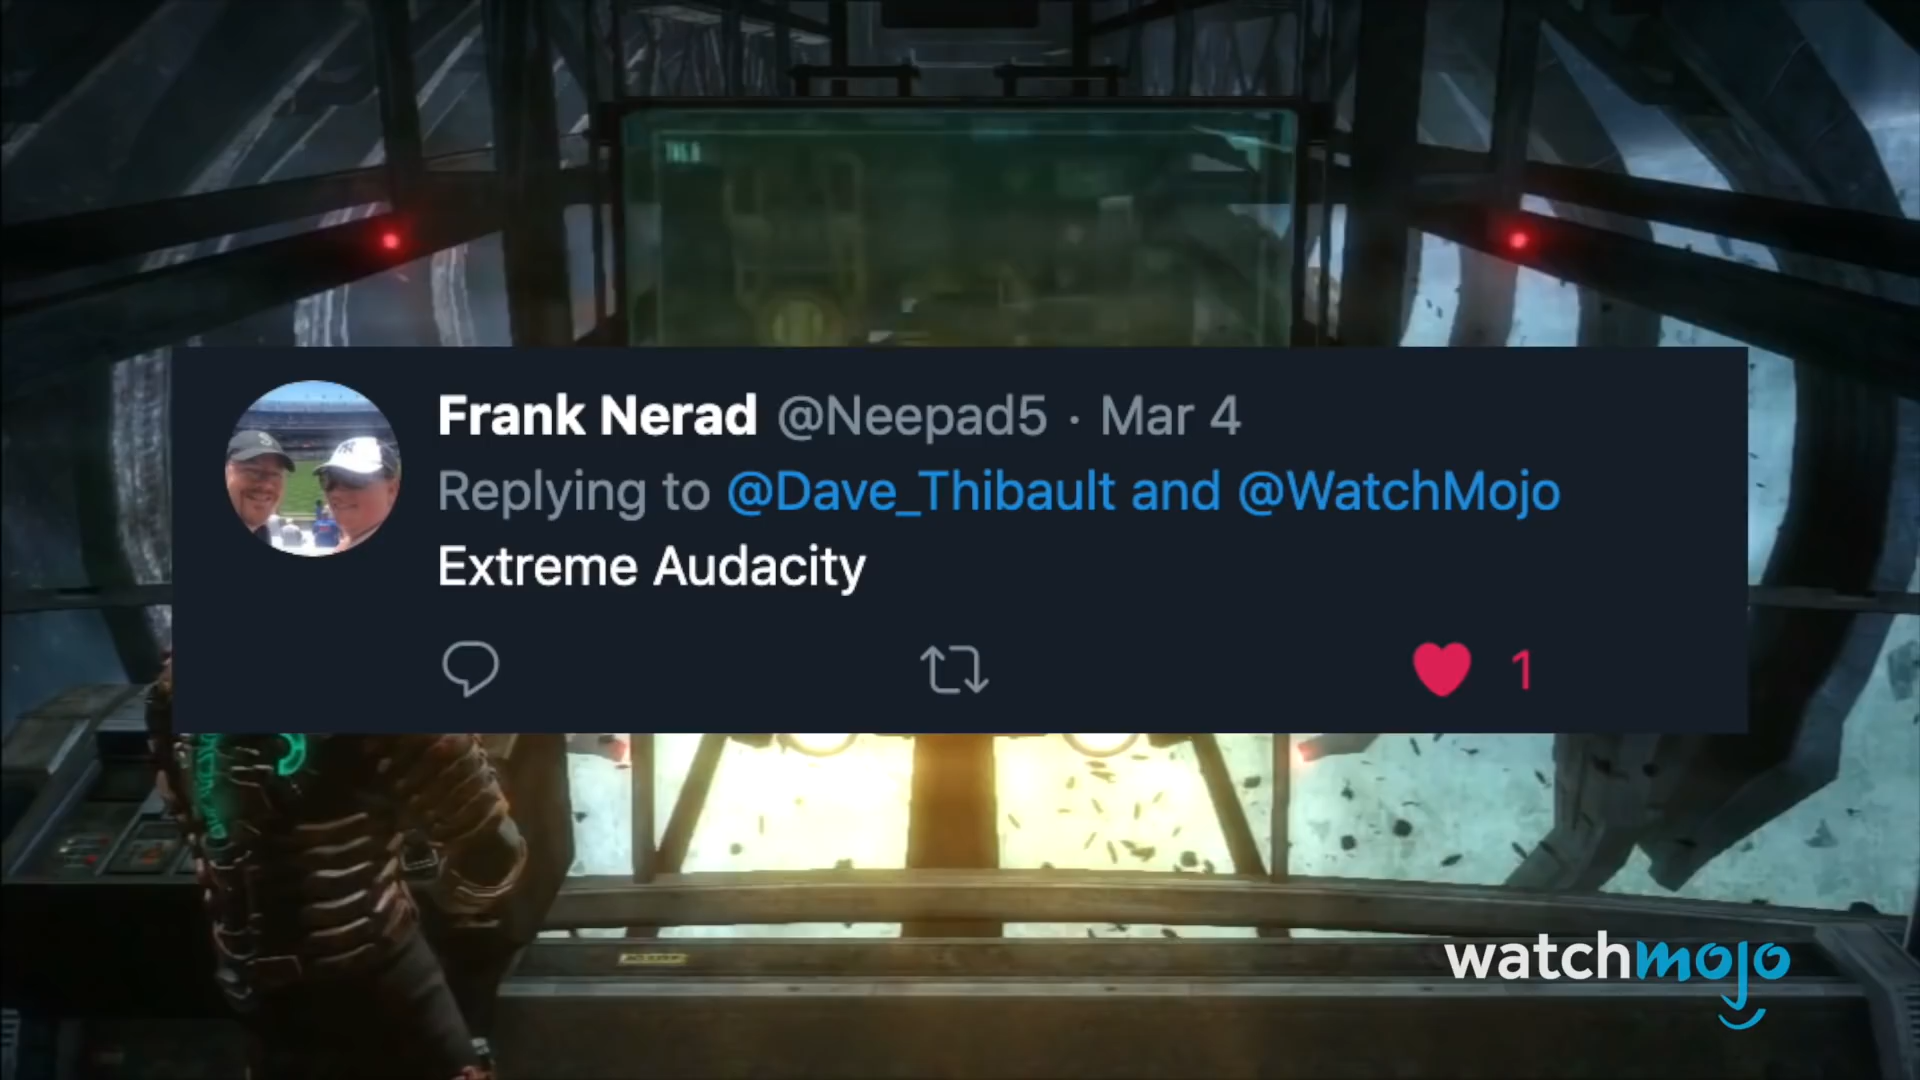 Frank Nerad @Neepad5 · Mar 4
Replying to @Dave_Thibault and @WatchMojo
Extreme Audacity
1
watchmojo